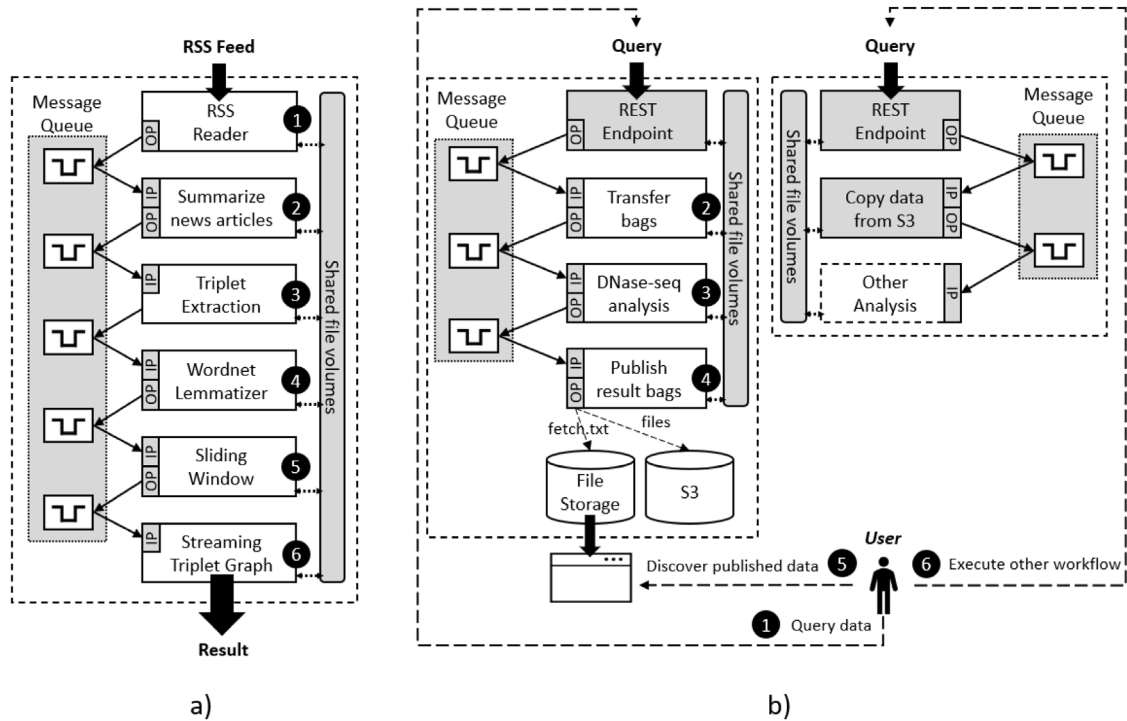 RSS Feed
Message
Queue
RSS
Reader
OP
1
IP
OP
Summarize
news articles
2
IP
Triplet
Extraction
3
IP
OP
Wordnet
Lemmatizer
4
IP
OP
Sliding
Window
5
IP
Streaming
Triplet Graph
6
Shared file volumes
Result
a)
Query
Message
Queue
REST
Endpoint
OP
IP
OP
Transfer
bags
2
IP
OP
DNase-seq
analysis
3
IP
OP
Publish
result bags
4
Shared file volumes
fetch.txt
files
File
Storage
S3
Query
Shared file volumes
REST
Endpoint
OP
Message
Queue
Copy data
from S3
IP
OP
Other
Analysis
IP
User
Discover published data
5
6
Execute other workflow
1
Query data
b)